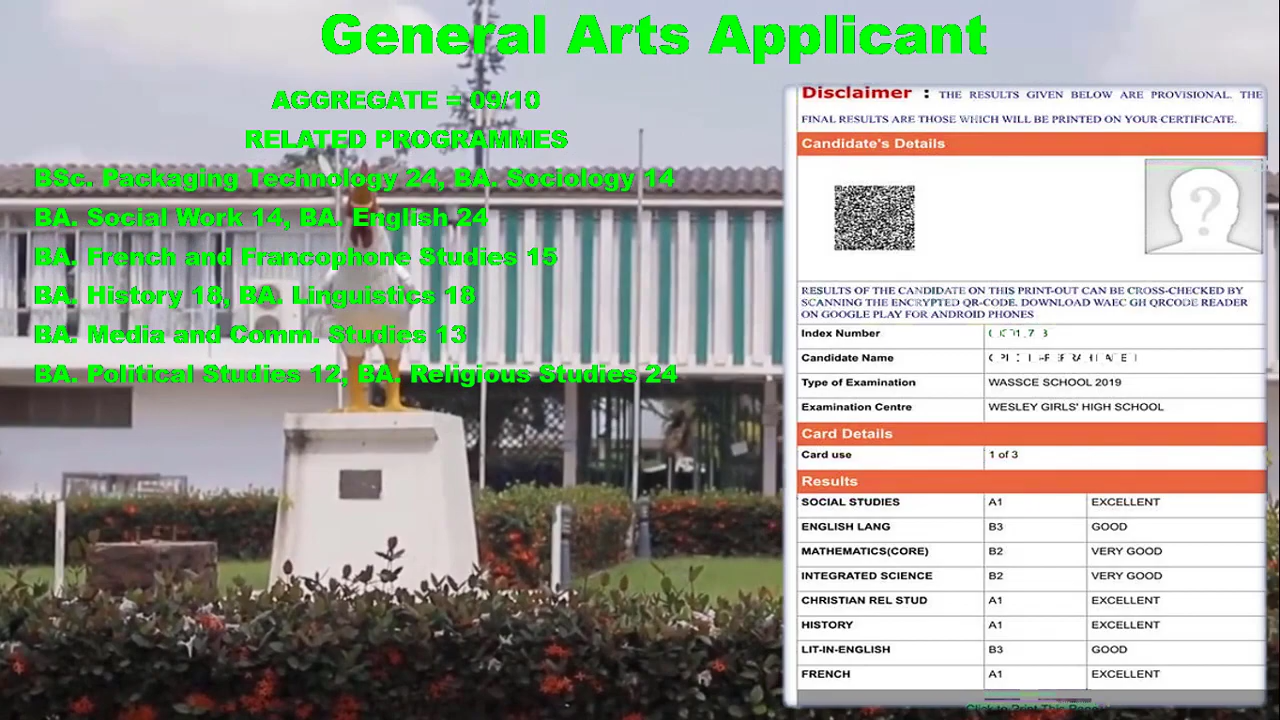 General Arts Applicant
AGGREGATE = 09/10
RELATED PROGRAMMES
BSc. Packaging Technology 24, BA. Sociology 14
BA. Social Work 14, BA. English 24
BA. French and Francophone Studies 15
BA. History 18, BA. Linguistics 18
BA. Media and Comm. Studies 13
BA. Political Studies 12, BA. Religious Studies 24
Disclaimer : THE RESULTS GIVEN BELOW ARE PROVISIONAL. THE
FINAL RESULTS ARE THOSE WHICH WILL BE PRINTED ON YOUR CERTIFICATE.
Candidate's Details
RESULTS OF THE CANDIDATE ON THIS PRINT-OUT CAN BE CROSS-CHECKED BY
SCANNING THE ENCRYPTED QR-CODE. DOWNLOAD WAEC GH QRCODE READER
ON GOOGLE PLAY FOR ANDROID PHONES
Index Number
Candidate Name
Type of Examination WASSCE SCHOOL 2019
Examination Centre WESLEY GIRLS' HIGH SCHOOL
Card Details
Card use 1 of 3
Results
SOCIAL STUDIES A1 EXCELLENT
ENGLISH LANG B3 GOOD
MATHEMATICS(CORE) B2 VERY GOOD
INTEGRATED SCIENCE B2 VERY GOOD
CHRISTIAN REL STUD A1 EXCELLENT
HISTORY A1 EXCELLENT
LIT-IN-ENGLISH B3 GOOD
FRENCH A1 EXCELLENT
Click to Print This Page